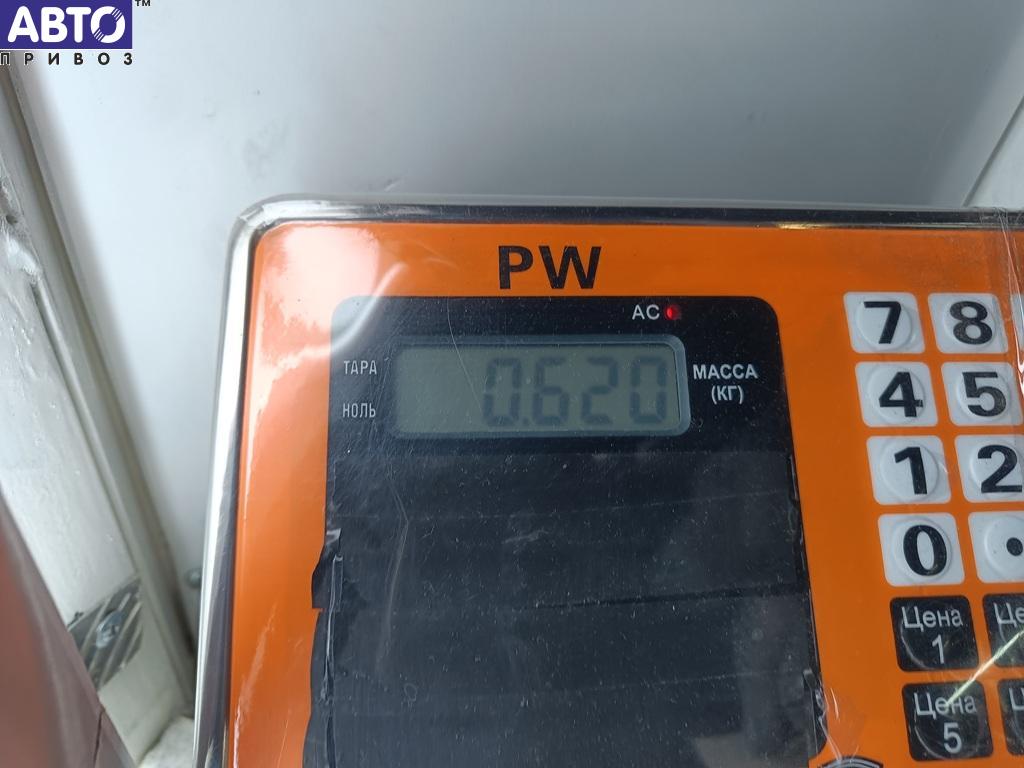 АВТО™
ПРИВОЗ
PW
AC
ТАРА
НОЛЬ
0.620
МАССА
(КГ)
7 8
4 5
1 2
0 .
Цена
1
Цена
5